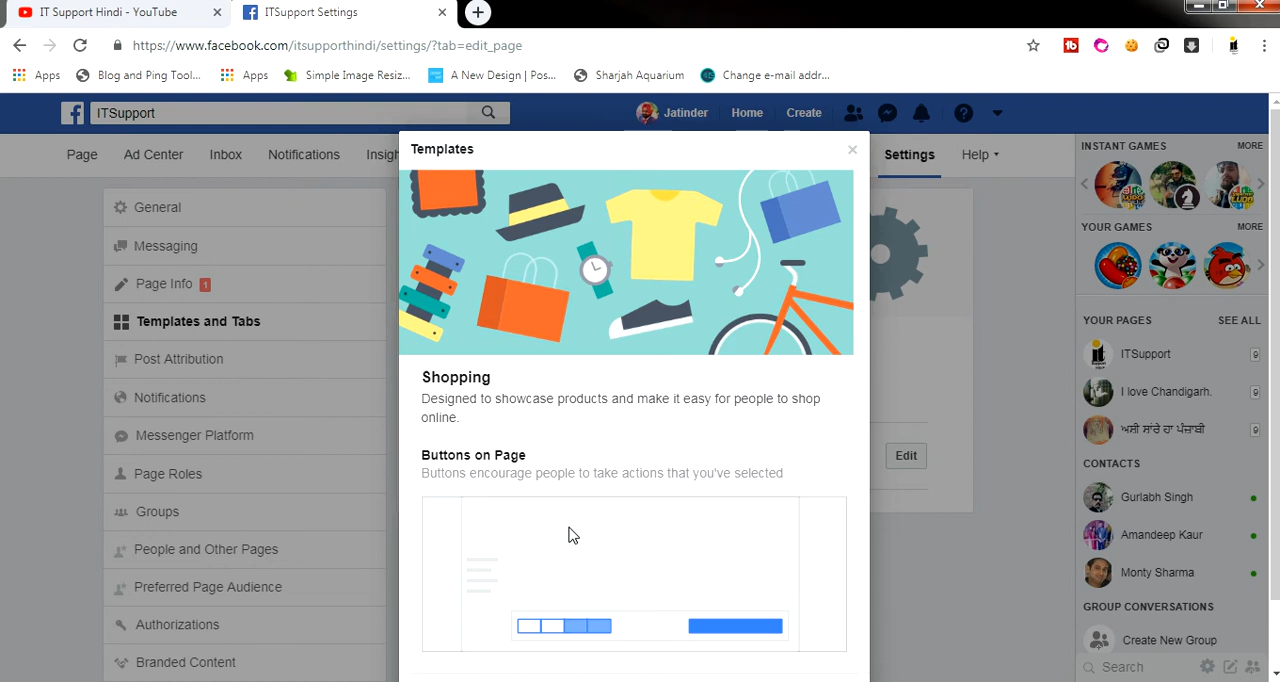 IT Support Hindi - YouTube
ITSupport Settings
https://www.facebook.com/itsupporthindi/settings/?tab=edit_page
Apps
Blog and Ping Tool...
Apps
Simple Image Resiz...
A New Design | Pos...
Sharjah Aquarium
Change e-mail addr...
ITSupport
Jatinder
Home
Create
Page
Ad Center
Inbox
Notifications
Insigh
Settings
Help
General
Messaging
Page Info 1
Templates and Tabs
Post Attribution
Notifications
Messenger Platform
Page Roles
Groups
People and Other Pages
Preferred Page Audience
Authorizations
Branded Content
Templates
Shopping
Designed to showcase products and make it easy for people to shop
online.
Buttons on Page
Buttons encourage people to take actions that you've selected
Edit
INSTANT GAMES
MORE
YOUR GAMES
MORE
YOUR PAGES
SEE ALL
ITSupport 9
I love Chandigarh. 9
ਅਸੀ ਸਾਂਰੇ ਹਾ ਪੰਜਾਬੀ 9
CONTACTS
Gurlabh Singh
Amandeep Kaur
Monty Sharma
GROUP CONVERSATIONS
Create New Group
Search